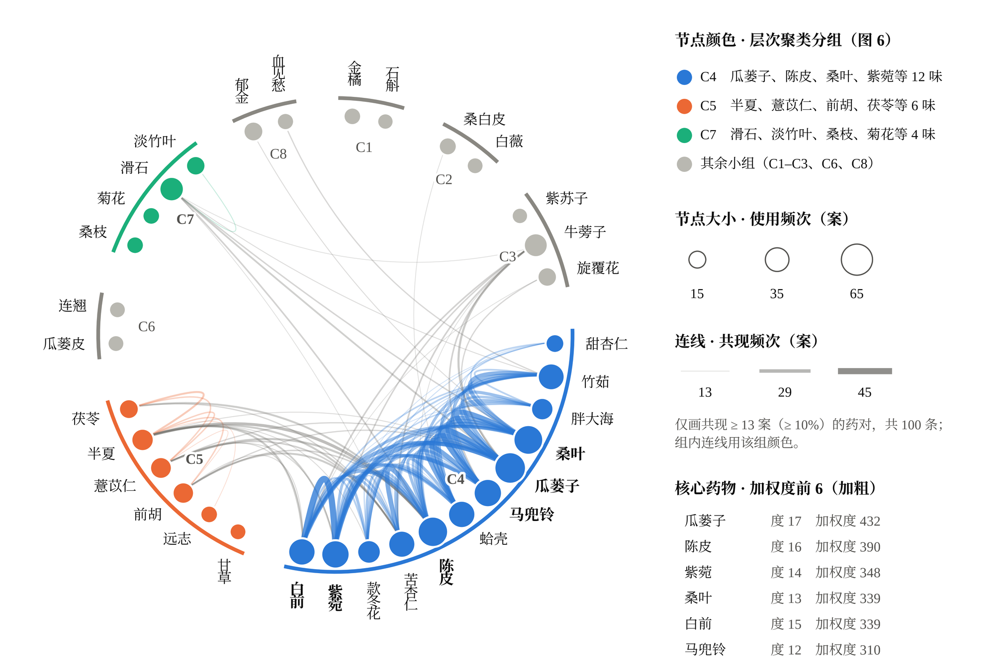 血见愁
郁金
金橘
石斛
桑白皮
白薇
淡竹叶
滑石
菊花
桑枝
C8
C1
C2
紫苏子
牛蒡子
旋覆花
C7
C3
连翘
瓜蒌皮
C6
甜杏仁
竹茹
胖大海
桑叶
瓜蒌子
马兜铃
蛤壳
陈皮
苦杏仁
款冬花
紫菀
白前
C4
茯苓
半夏
薏苡仁
前胡
远志
甘草
C5
节点颜色 · 层次聚类分组（图 6）
C4 瓜蒌子、陈皮、桑叶、紫菀等 12 味
C5 半夏、薏苡仁、前胡、茯苓等 6 味
C7 滑石、淡竹叶、桑枝、菊花等 4 味
其余小组（C1–C3、C6、C8）
节点大小 · 使用频次（案）
15 35 65
连线 · 共现频次（案）
13 29 45
仅画共现 ≥ 13 案（≥ 10%）的药对，共 100 条；
组内连线用该组颜色。
核心药物 · 加权度前 6（加粗）
瓜蒌子 度 17 加权度 432
陈皮 度 16 加权度 390
紫菀 度 14 加权度 348
桑叶 度 13 加权度 339
白前 度 15 加权度 339
马兜铃 度 12 加权度 310